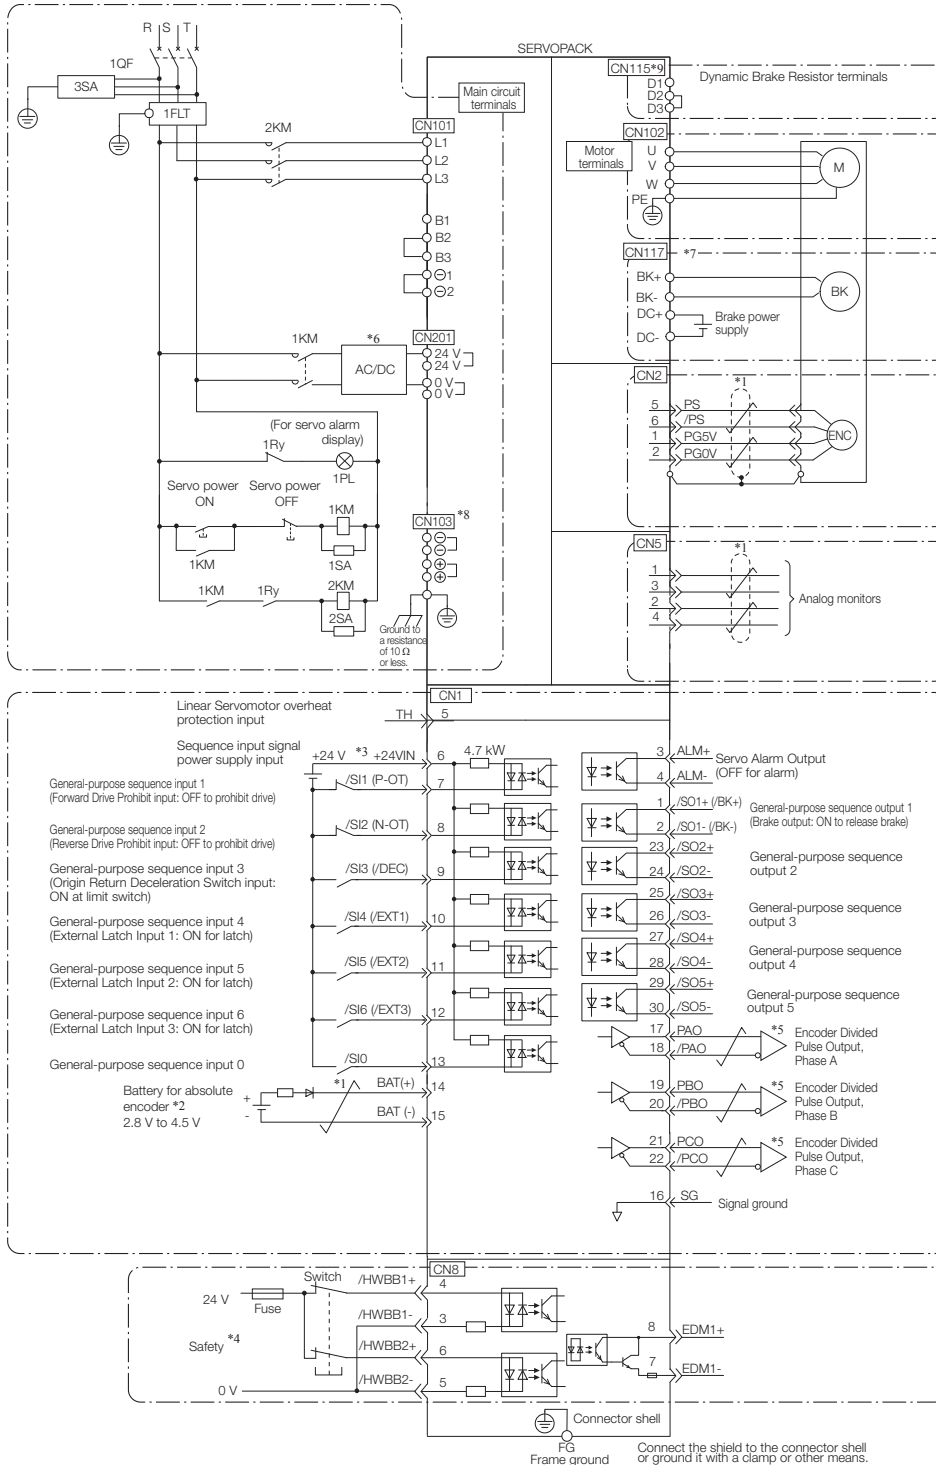 R S T
1QF
3SA
1FLT
2KM
SERVOPACK
Main circuit
terminals
CN101
L1
L2
L3
B1
B2
B3
⊖1
⊖2
1KM
*6
AC/DC
CN201
24 V
24 V
0 V
0 V
(For servo alarm
display)
1Ry
1PL
Servo power
ON
Servo power
OFF
1KM
1KM
1SA
1KM
1Ry
2KM
2SA
CN103 *8
⊖
⊖
⊕
⊕
Ground to
a resistance
of 10 Ω
or less.
CN115*9
D1
D2
D3
Dynamic Brake Resistor terminals
CN102
Motor
terminals
U
V
W
PE
M
CN117 *7
BK+
BK-
DC+
DC-
BK
Brake power
supply
CN2
*1
5 PS
6 /PS
1 PG5V
2 PG0V
ENC
CN5
*1
1
3
2
4
Analog monitors
CN1
Linear Servomotor overheat
protection input
TH 5
Sequence input signal
power supply input
+24 V *3 +24VIN 6 4.7 kW
General-purpose sequence input 1
(Forward Drive Prohibit input: OFF to prohibit drive)
/SI1 (P-OT) 7
General-purpose sequence input 2
(Reverse Drive Prohibit input: OFF to prohibit drive)
/SI2 (N-OT) 8
General-purpose sequence input 3
(Origin Return Deceleration Switch input:
ON at limit switch)
/SI3 (/DEC) 9
General-purpose sequence input 4
(External Latch Input 1: ON for latch)
/SI4 (/EXT1) 10
General-purpose sequence input 5
(External Latch Input 2: ON for latch)
/SI5 (/EXT2) 11
General-purpose sequence input 6
(External Latch Input 3: ON for latch)
/SI6 (/EXT3) 12
General-purpose sequence input 0
/SI0 13
Battery for absolute
encoder *2
2.8 V to 4.5 V
+
-
*1
BAT(+) 14
BAT (-) 15
3 ALM+
4 ALM-
Servo Alarm Output
(OFF for alarm)
1 /SO1+ (/BK+)
2 /SO1- (/BK-)
General-purpose sequence output 1
(Brake output: ON to release brake)
23 /SO2+
24 /SO2-
General-purpose sequence
output 2
25 /SO3+
26 /SO3-
General-purpose sequence
output 3
27 /SO4+
28 /SO4-
General-purpose sequence
output 4
29 /SO5+
30 /SO5-
General-purpose sequence
output 5
17 PAO
18 /PAO
*5
Encoder Divided
Pulse Output,
Phase A
19 PBO
20 /PBO
*5
Encoder Divided
Pulse Output,
Phase B
21 PCO
22 /PCO
*5
Encoder Divided
Pulse Output,
Phase C
16 SG
Signal ground
CN8
Switch
24 V
Fuse
Safety *4
0 V
/HWBB1+ 4
/HWBB1- 3
/HWBB2+ 6
/HWBB2- 5
8 EDM1+
7 EDM1-
Connector shell
FG
Frame ground
Connect the shield to the connector shell
or ground it with a clamp or other means.